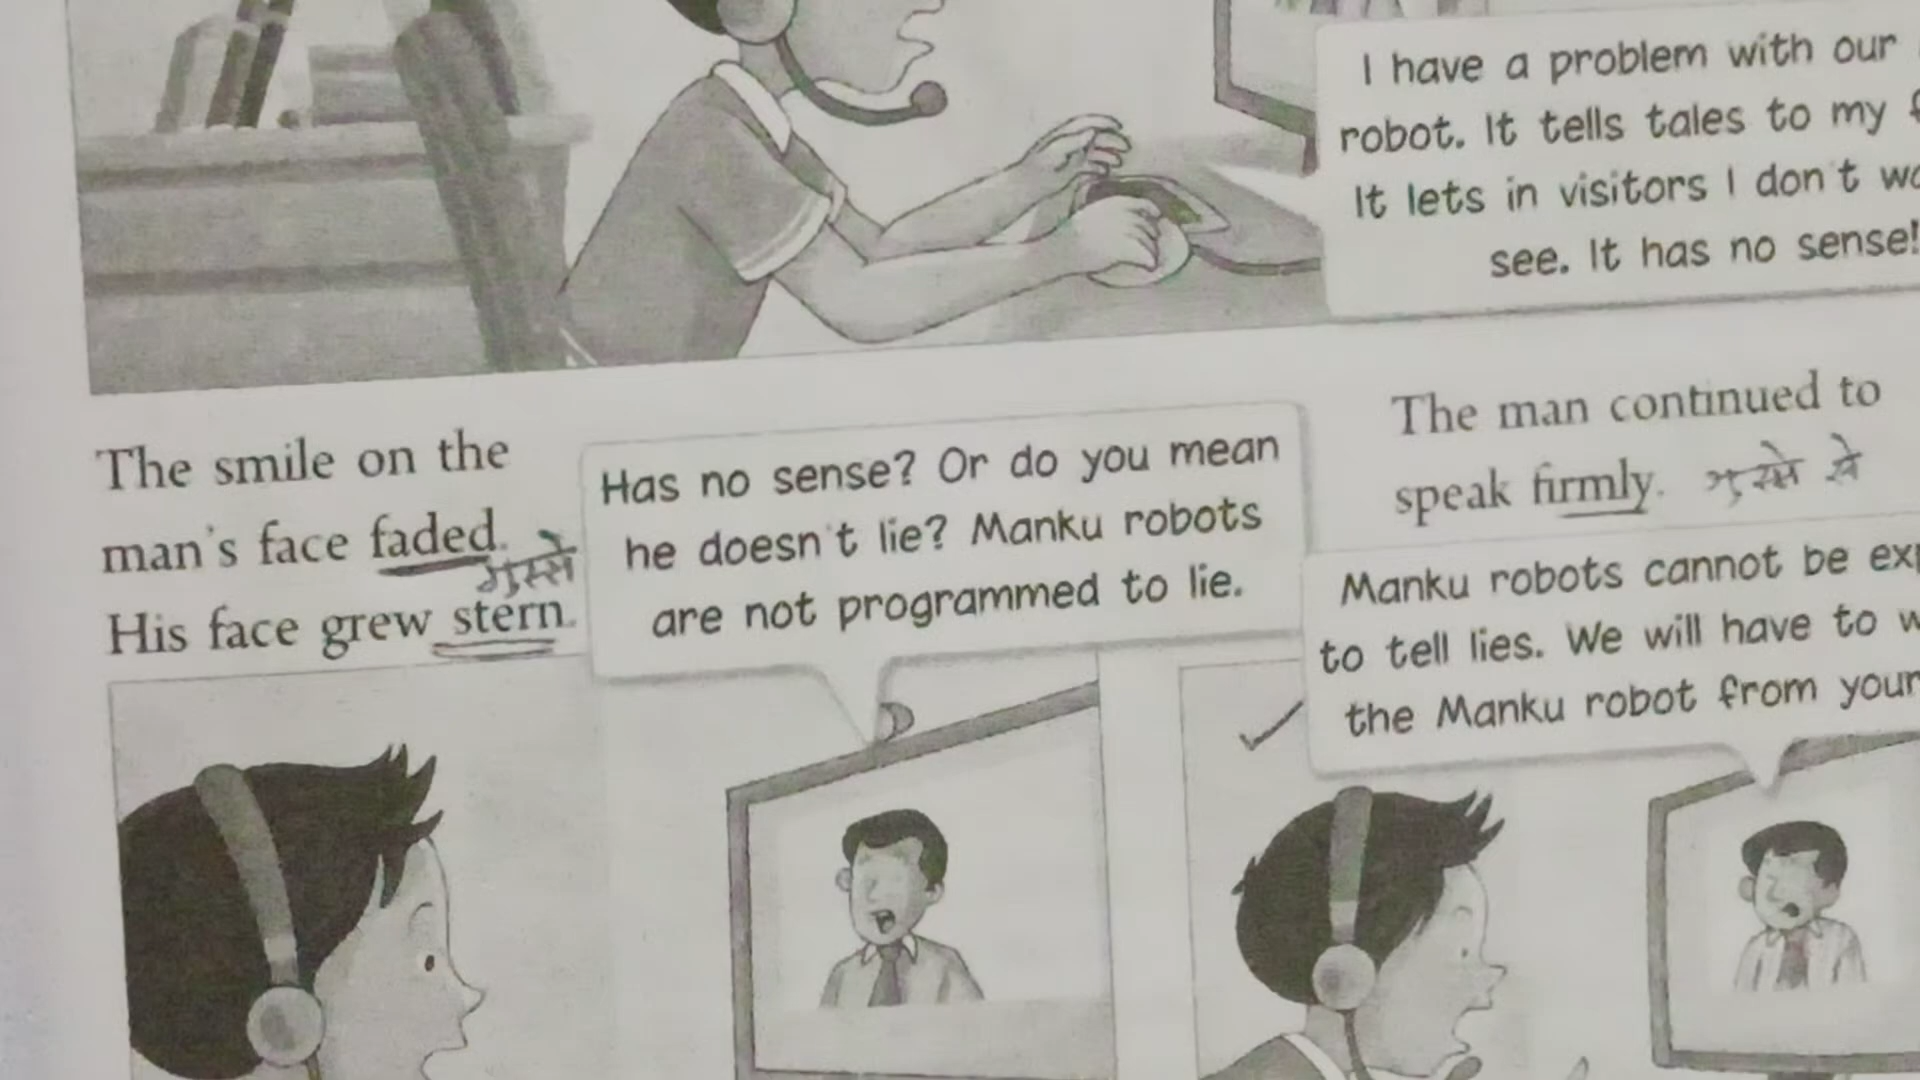 I have a problem with our
robot. It tells tales to my
It lets in visitors I don't
see. It has no sense!
The smile on the
man's face faded.
गुस्से
His face grew stern.
Has no sense? Or do you mean
he doesn't lie? Manku robots
are not programmed to lie.
The man continued to
speak firmly. गुस्से से
Manku robots cannot be
to tell lies. We will have to
the Manku robot from your